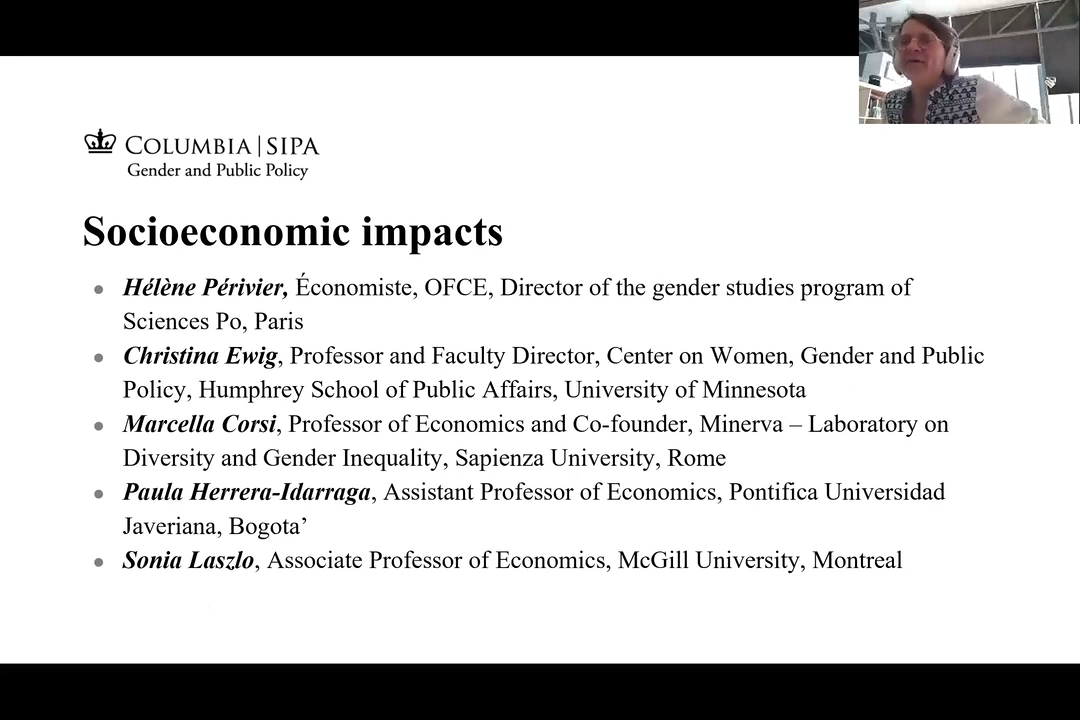 COLUMBIA | SIPA
Gender and Public Policy
Socioeconomic impacts
Hélène Périvier, Économiste, OFCE, Director of the gender studies program of
Sciences Po, Paris
Christina Ewig, Professor and Faculty Director, Center on Women, Gender and Public
Policy, Humphrey School of Public Affairs, University of Minnesota
Marcella Corsi, Professor of Economics and Co-founder, Minerva – Laboratory on
Diversity and Gender Inequality, Sapienza University, Rome
Paula Herrera-Idarraga, Assistant Professor of Economics, Pontifica Universidad
Javeriana, Bogota’
Sonia Laszlo, Associate Professor of Economics, McGill University, Montreal